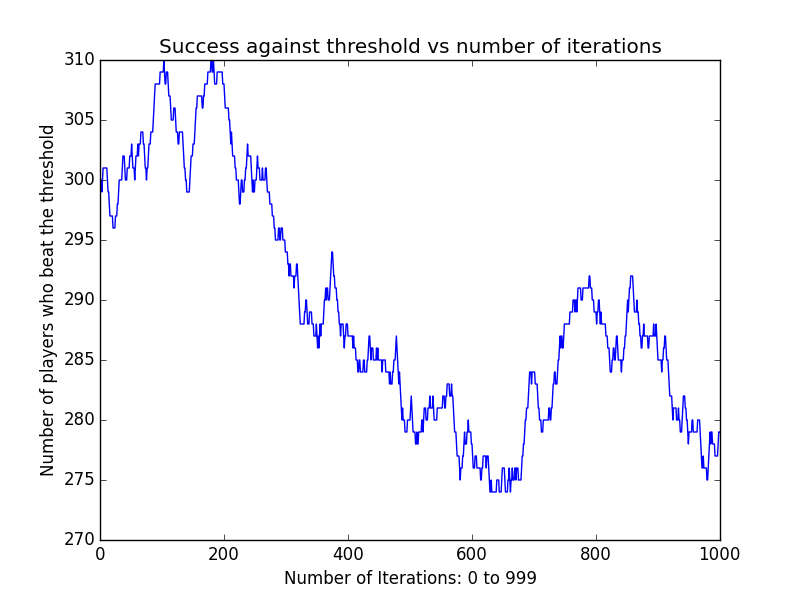 Success against threshold vs number of iterations
310
305
300
295
290
285
280
275
270
Number of players who beat the threshold
0 200 400 600 800 1000
Number of Iterations: 0 to 999